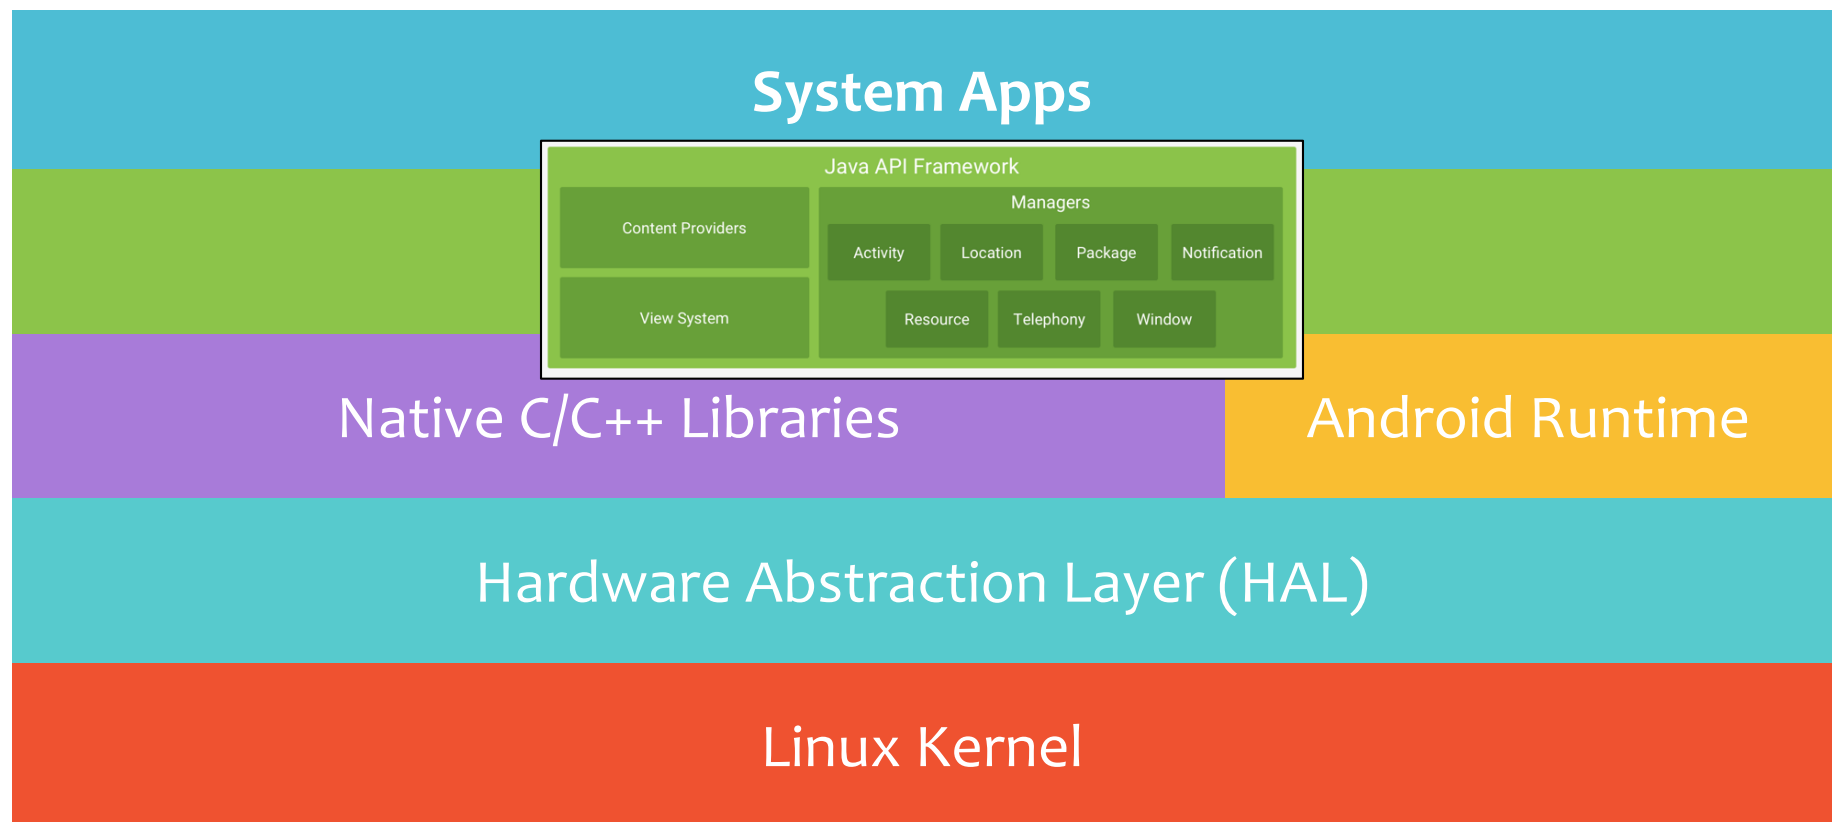 System Apps
Java API Framework
Content Providers
View System
Managers
Activity
Location
Package
Notification
Resource
Telephony
Window
Native C/C++ Libraries
Android Runtime
Hardware Abstraction Layer (HAL)
Linux Kernel